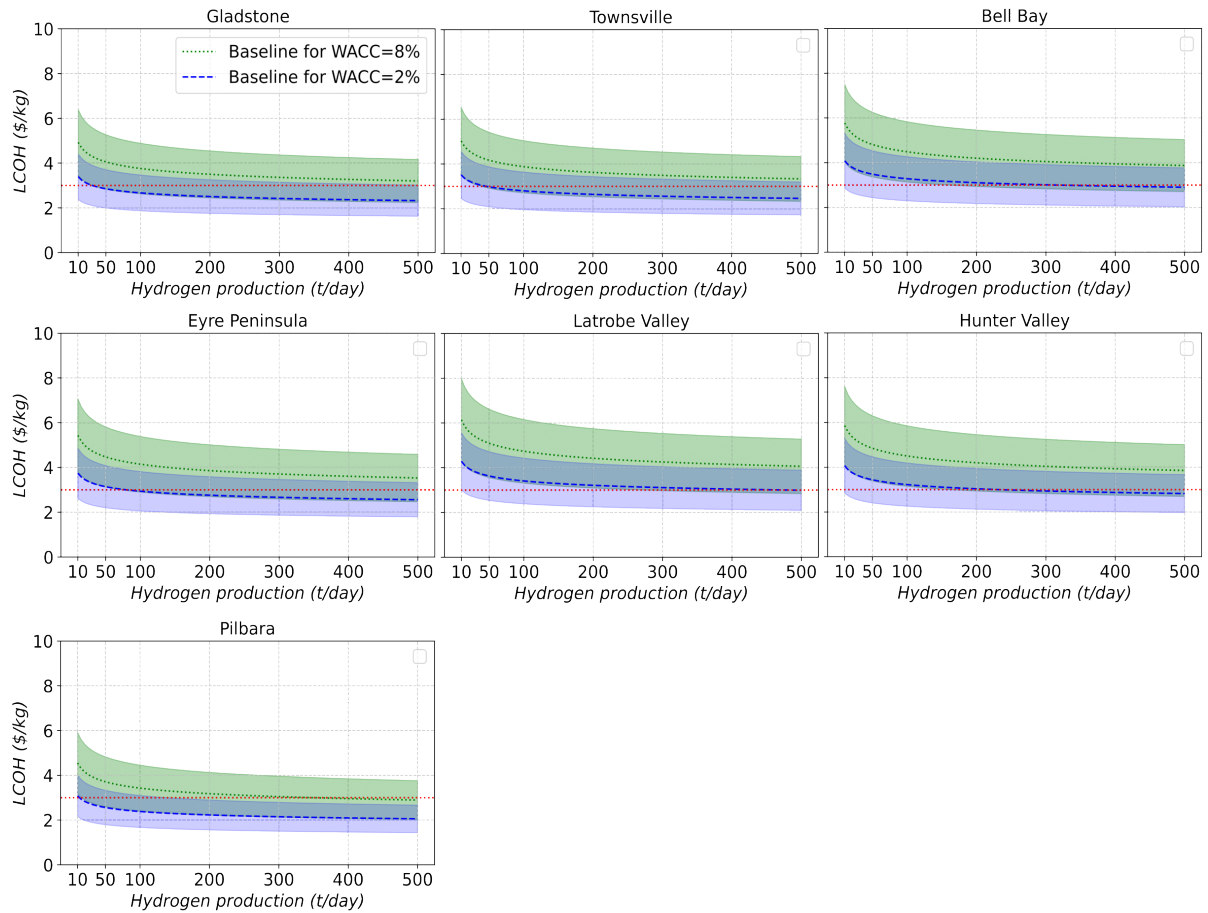 Gladstone
Townsville
Bell Bay
LCOH ($/kg)
10
8
6
4
2
0
Baseline for WACC=8%
Baseline for WACC=2%
10 50 100 200 300 400 500
10 50 100 200 300 400 500
10 50 100 200 300 400 500
Hydrogen production (t/day)
Hydrogen production (t/day)
Hydrogen production (t/day)
Eyre Peninsula
Latrobe Valley
Hunter Valley
LCOH ($/kg)
10
8
6
4
2
0
10 50 100 200 300 400 500
10 50 100 200 300 400 500
10 50 100 200 300 400 500
Hydrogen production (t/day)
Hydrogen production (t/day)
Hydrogen production (t/day)
Pilbara
LCOH ($/kg)
10
8
6
4
2
0
10 50 100 200 300 400 500
Hydrogen production (t/day)